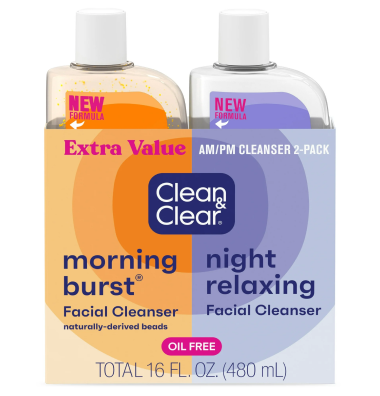 NEW
FORMULA
NEW
FORMULA
Extra Value
AM/PM CLEANSER 2-PACK
Clean
&
Clear®
morning
burst®
Facial Cleanser
naturally-derived beads
night
relaxing
Facial Cleanser
OIL FREE
TOTAL 16 FL. OZ. (480 mL)